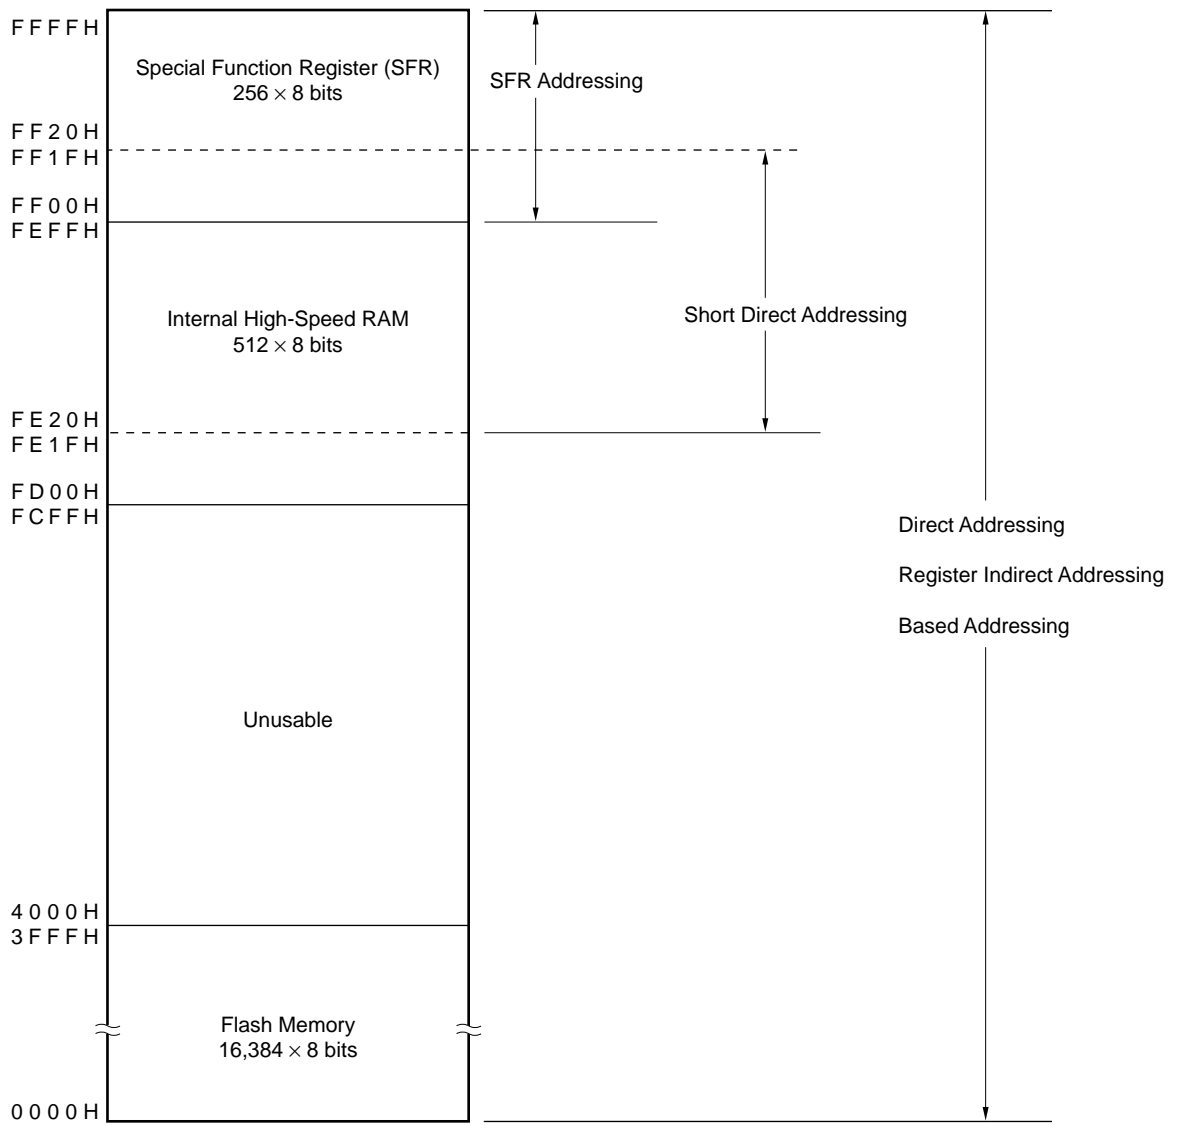 FFFFH
Special Function Register (SFR)
256 × 8 bits
SFR Addressing
FF20H
FF1FH
FF00H
FEFFH
Internal High-Speed RAM
512 × 8 bits
Short Direct Addressing
FE20H
FE1FH
FD00H
FCFFH
Direct Addressing
Register Indirect Addressing
Based Addressing
Unusable
4000H
3FFFH
Flash Memory
16,384 × 8 bits
0000H